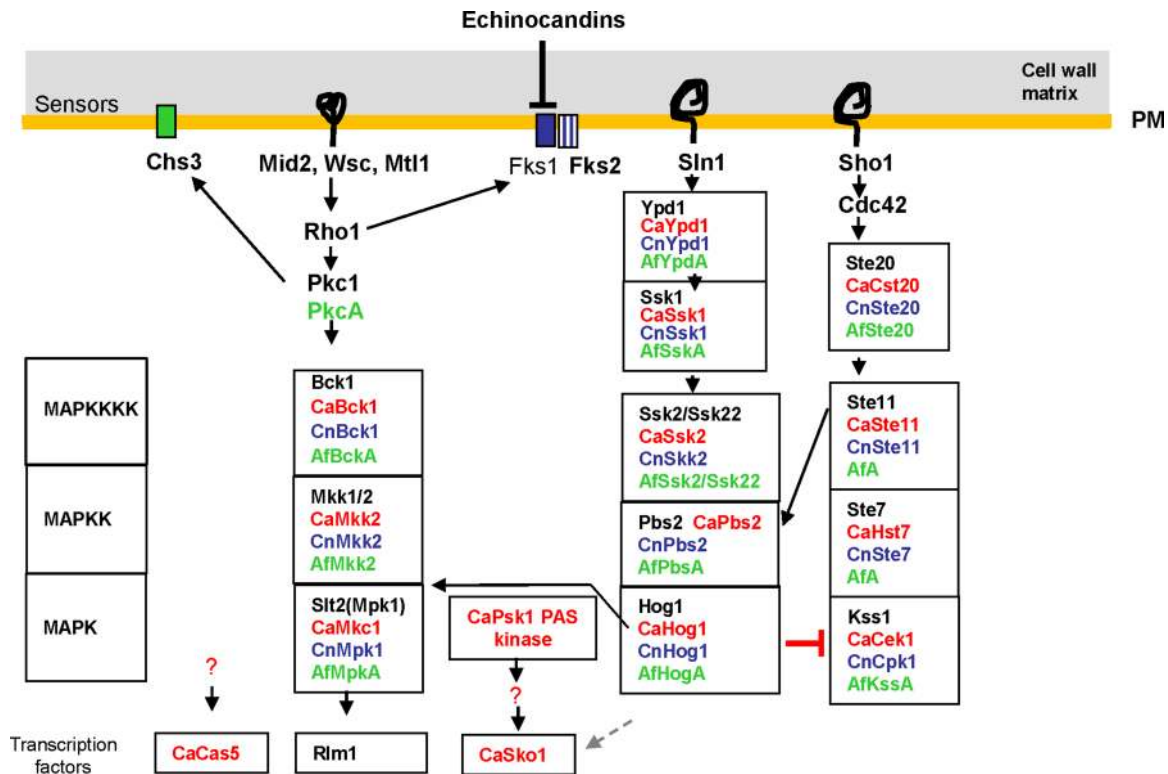 Echinocandins
Cell wall
matrix
Sensors
PM
Chs3
Mid2, Wsc, Mtl1
Fks1 Fks2
Sln1
Sho1
Rho1
Cdc42
Pkc1
PkcA
Ypd1
CaYpd1
CnYpd1
AfYpdA
Ssk1
CaSsk1
CnSsk1
AfSskA
Ste20
CaCst20
CnSte20
AfSte20
MAPKKKK
MAPKK
MAPK
Bck1
CaBck1
CnBck1
AfBckA
Mkk1/2
CaMkk2
CnMkk2
AfMkk2
Slt2(Mpk1)
CaMkc1
CnMpk1
AfMpkA
Ssk2/Ssk22
CaSsk2
CnSkk2
AfSsk2/Ssk22
Pbs2 CaPbs2
CnPbs2
AfPbsA
Hog1
CaHog1
CnHog1
AfHogA
Ste11
CaSte11
CnSte11
AfA
Ste7
CaHst7
CnSte7
AfA
Kss1
CaCek1
CnCpk1
AfKssA
CaPsk1 PAS
kinase
?
?
Transcription
factors
CaCas5
Rlm1
CaSko1